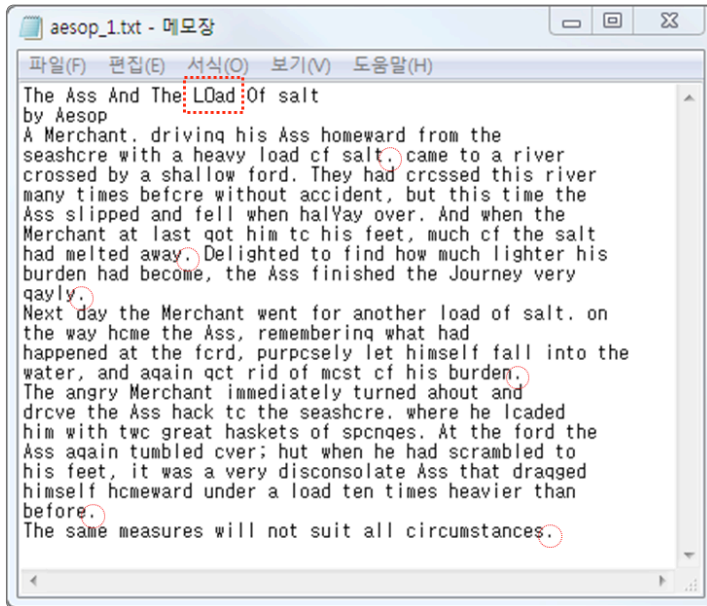 aesop_1.txt - 메모장
파일(F) 편집(E) 서식(O) 보기(V) 도움말(H)
The Ass And The LOad Of salt
by Aesop
A Merchant. drivinq his Ass homeward from the
seashcre with a heavy load cf salt. came to a river
crossed by a shallow ford. They had crcssed this river
many times befcre without accident, but this time the
Ass slipped and fell when halYay over. And when the
Merchant at last qot him tc his feet, much cf the salt
had melted away. Delighted to find how much lighter his
burden had become, the Ass finished the Journey very
qayly.
Next day the Merchant went for another load of salt. on
the way hcme the Ass, rememberinq what had
happened at the fcrd, purpcsely let himself fall into the
water, and aqain qct rid of mcst cf his burden.
The angry Merchant immediately turned ahout and
drcve the Ass hack tc the seashcre. where he lcaded
him with twc great haskets of spcnqes. At the ford the
Ass aqain tumbled cver; hut when he had scrambled to
his feet, it was a very disconsolate Ass that draqged
himself hcmeward under a load ten times heavier than
before.
The same measures will not suit all circumstances.